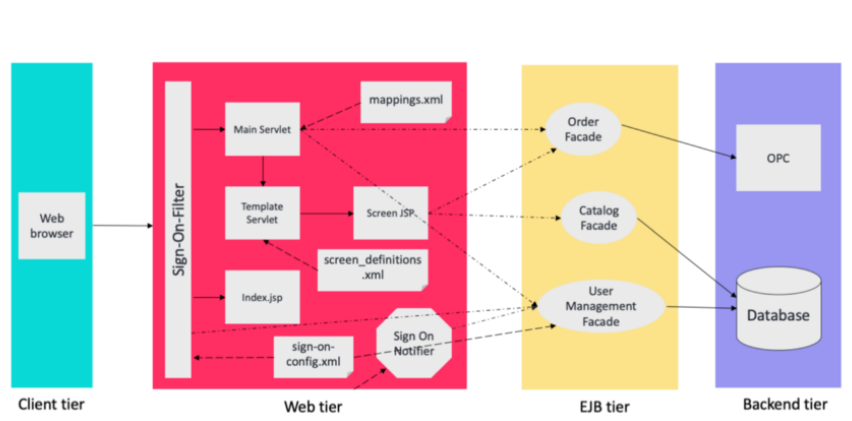 mappings.xml
Main Servlet
Order
Facade
OPC
Sign-On-Filter
Web
browser
Template
Servlet
Screen JSP
Catalog
Facade
screen_definitions
.xml
Index.jsp
User
Management
Facade
Database
sign-on-
config.xml
Sign On
Notifier
Client tier
Web tier
EJB tier
Backend tier